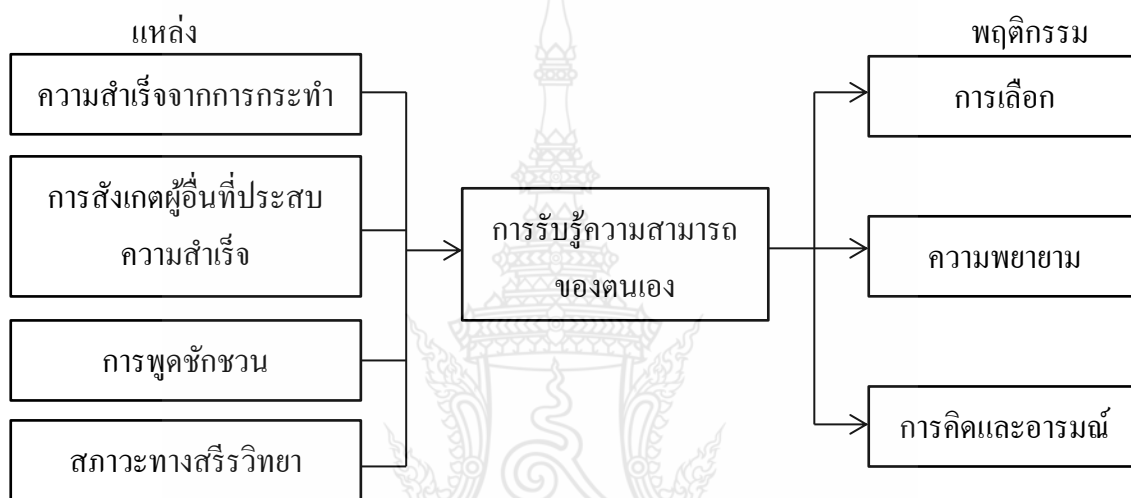 แหล่ง
ความสำเร็จจากการกระทำ
การสังเกตผู้อื่นที่ประสบ
ความสำเร็จ
การพูดชักชวน
สภาวะทางสรีรวิทยา
การรับรู้ความสามารถ
ของตนเอง
พฤติกรรม
การเลือก
ความพยายาม
การคิดและอารมณ์